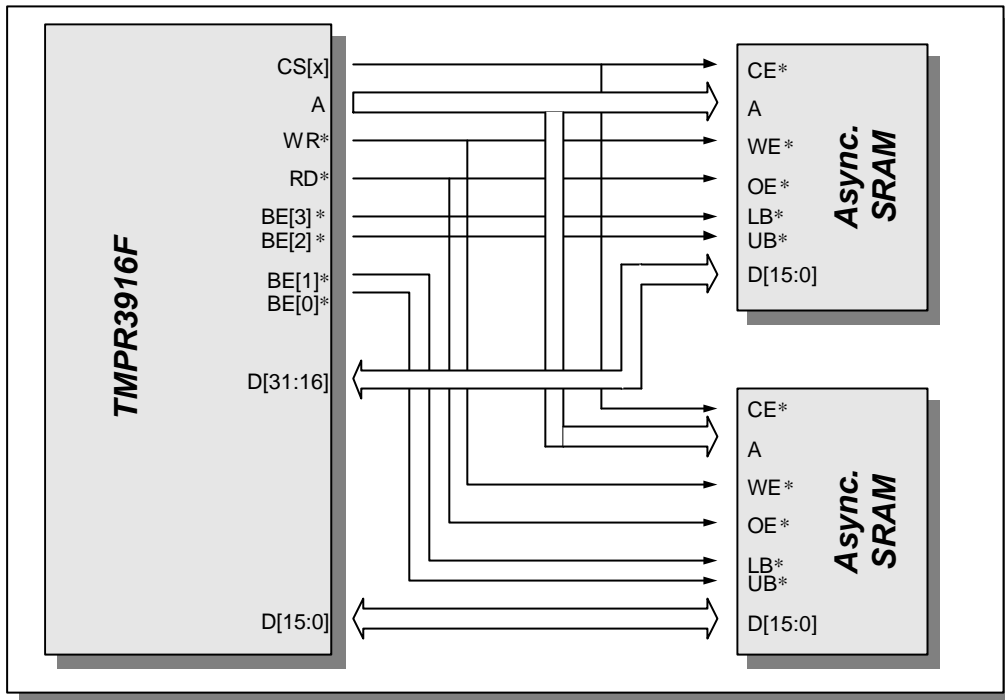 TMPR3916F
CS[x]
A
WR*
RD*
BE[3]*
BE[2]*
BE[1]*
BE[0]*
D[31:16]
D[15:0]
CE*
A
WE*
OE*
LB*
UB*
D[15:0]
Async.
SRAM
CE*
A
WE*
OE*
LB*
UB*
D[15:0]
Async.
SRAM